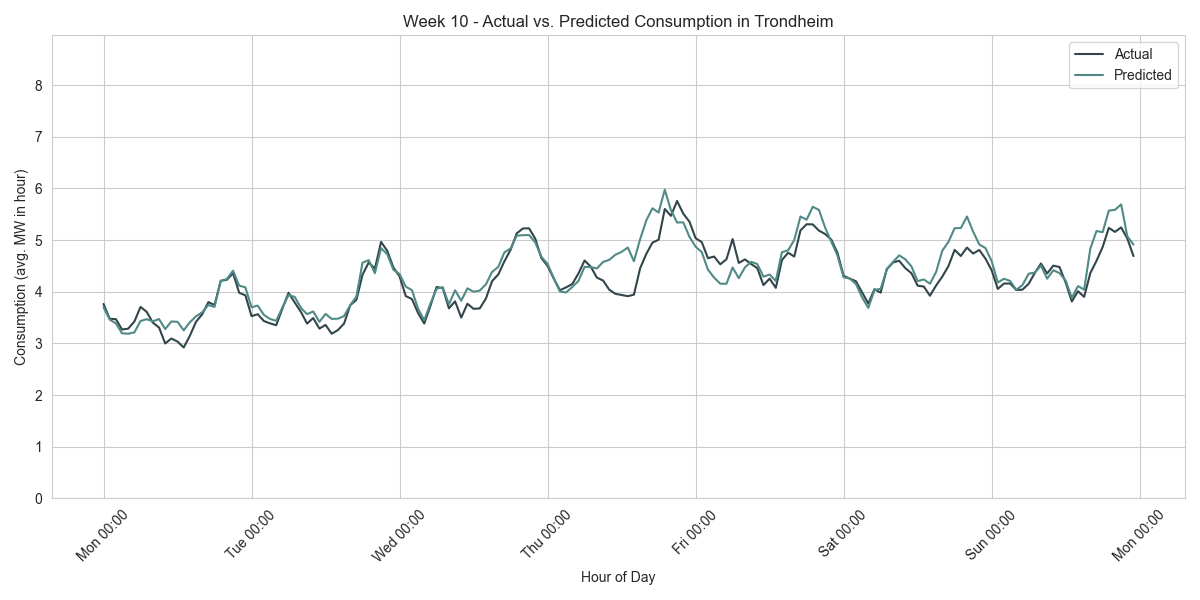 Week 10 - Actual vs. Predicted Consumption in Trondheim
Actual
Predicted
Consumption (avg. MW in hour)
8
7
6
5
4
3
2
1
0
Mon 00:00
Tue 00:00
Wed 00:00
Thu 00:00
Fri 00:00
Sat 00:00
Sun 00:00
Mon 00:00
Hour of Day